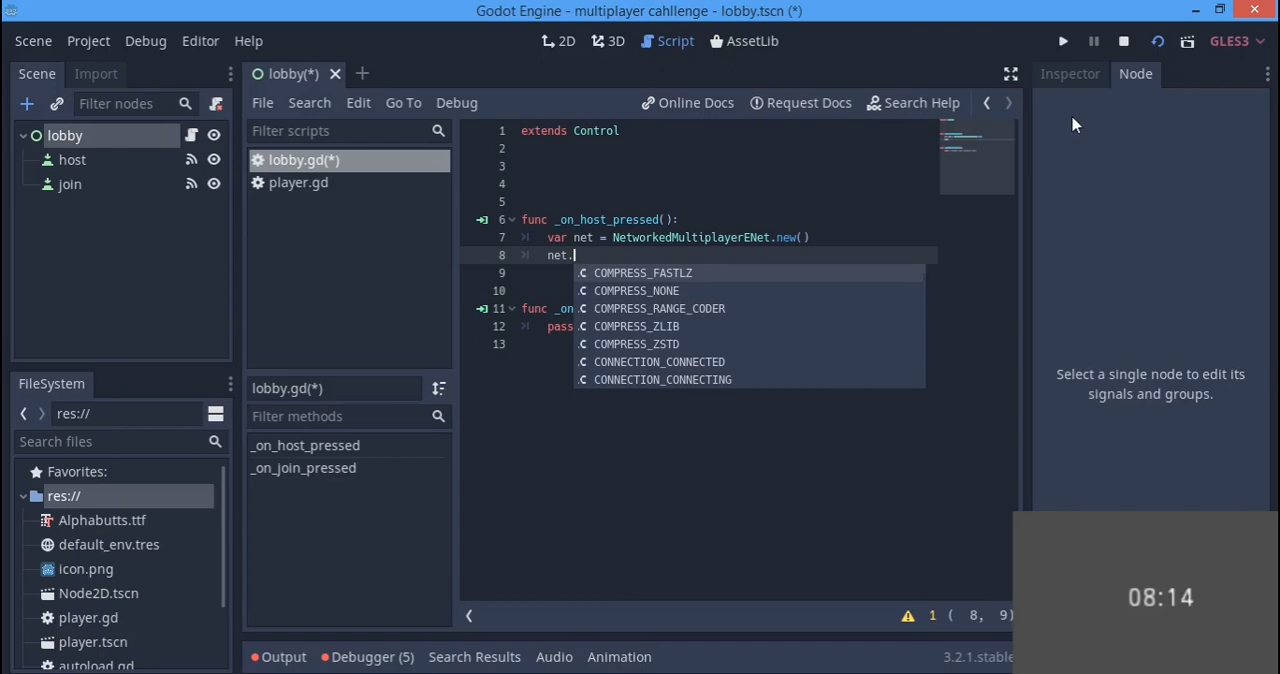 Godot Engine - multiplayer cahllenge - lobby.tscn (*)
Scene Project Debug Editor Help
2D 3D Script AssetLib
GLES3
Scene Import
Filter nodes
lobby
host
join
FileSystem
res://
Search files
Favorites:
res://
Alphabutts.ttf
default_env.tres
icon.png
Node2D.tscn
player.gd
player.tscn
autoload.gd
lobby(*)
File Search Edit Go To Debug
Online Docs Request Docs Search Help
Filter scripts
lobby.gd(*)
player.gd
lobby.gd(*)
Filter methods
_on_host_pressed
_on_join_pressed
1 extends Control
2
3
4
5
6 func _on_host_pressed():
7 var net = NetworkedMultiplayerENet.new()
8 net.
9
10
11 func _on
12 pass
13
.C COMPRESS_FASTLZ
.C COMPRESS_NONE
.C COMPRESS_RANGE_CODER
.C COMPRESS_ZLIB
.C COMPRESS_ZSTD
.C CONNECTION_CONNECTED
.C CONNECTION_CONNECTING
1 ( 8, 9)
Output Debugger (5) Search Results Audio Animation
3.2.1.stable
Inspector Node
Select a single node to edit its
signals and groups.
08:14